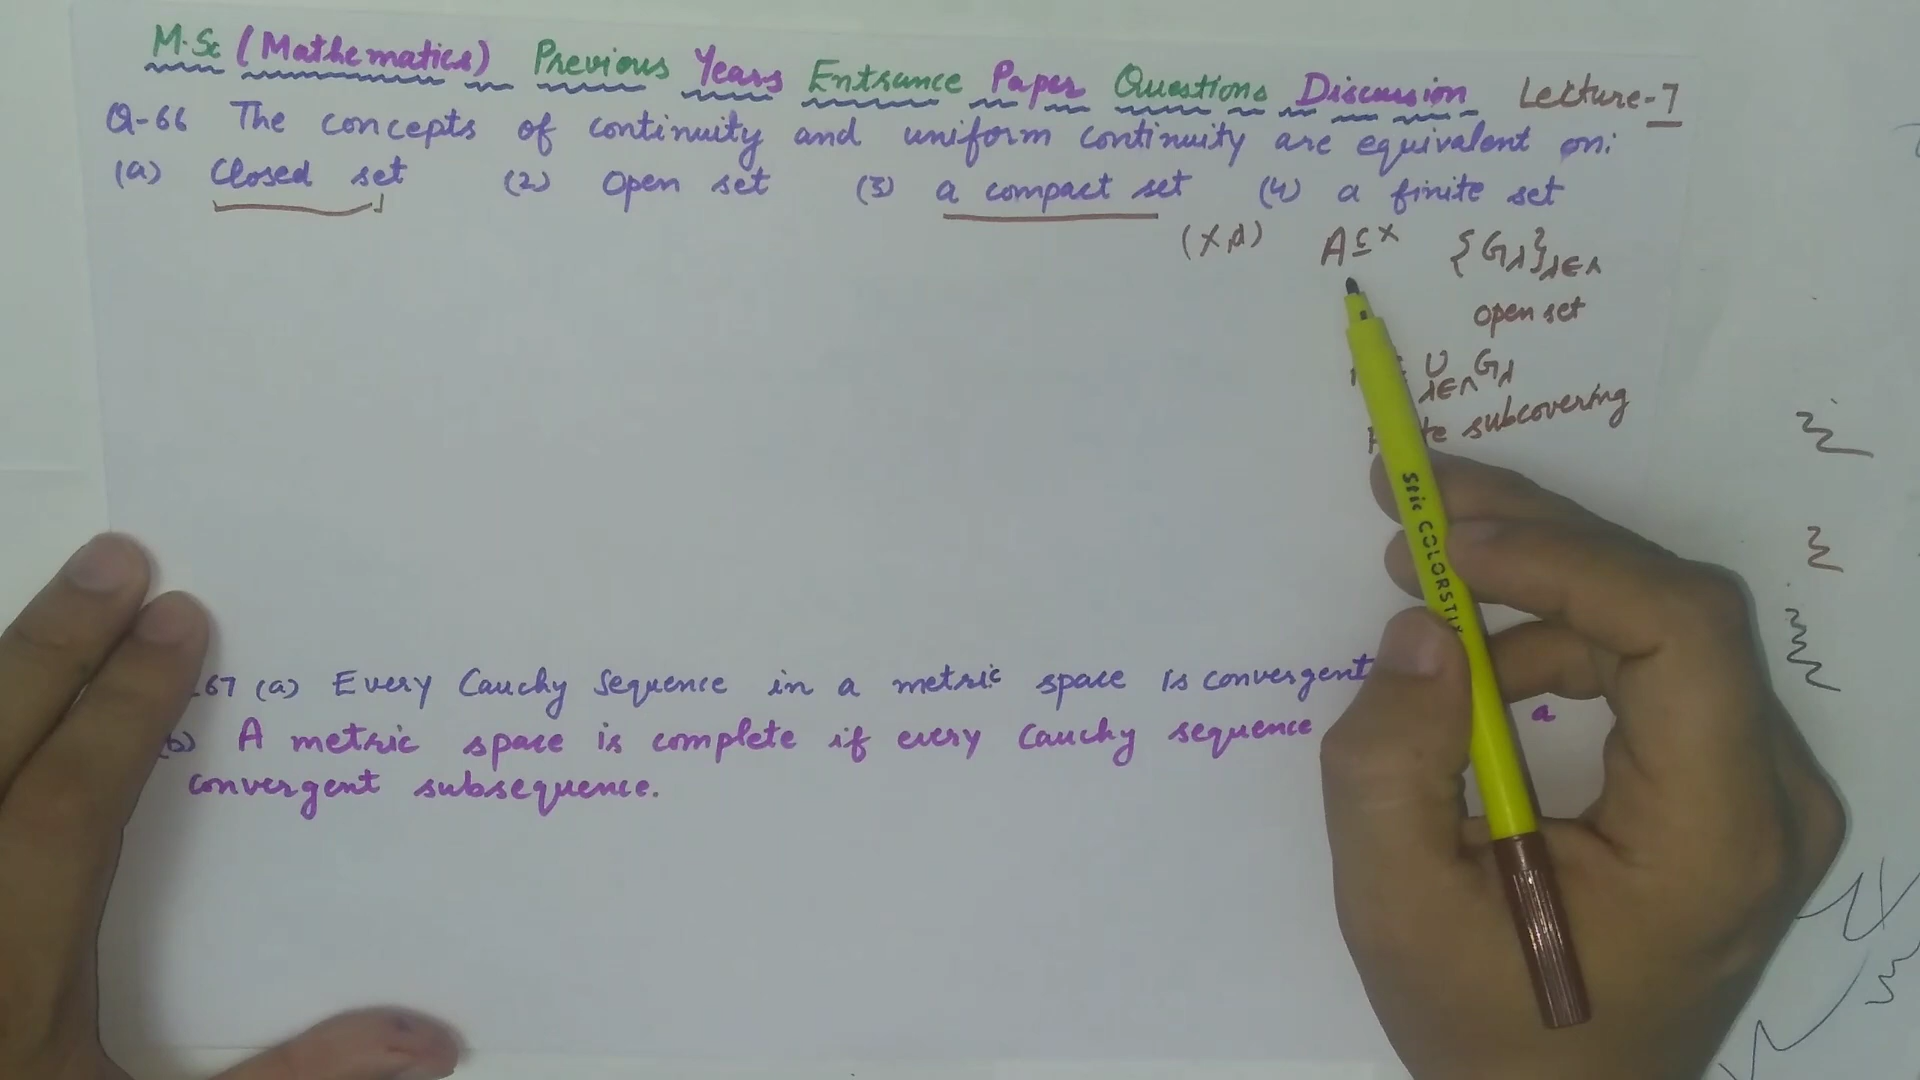 M.Sc (Mathematics) Previous Years Entrance Paper Questions Discussion Lecture-7
Q-66 The concepts of continuity and uniform continuity are equivalent on:
(a) Closed set (2) Open set (3) a compact set (4) a finite set
(X,d) A⊆X {Gλ}λ∈Λ
open set
∪ Gλ
λ∈Λ
subcovering
67 (a) Every Cauchy Sequence in a metric space is convergent
(b) A metric space is complete if every Cauchy sequence a
convergent subsequence.
Stic COLORSTIX